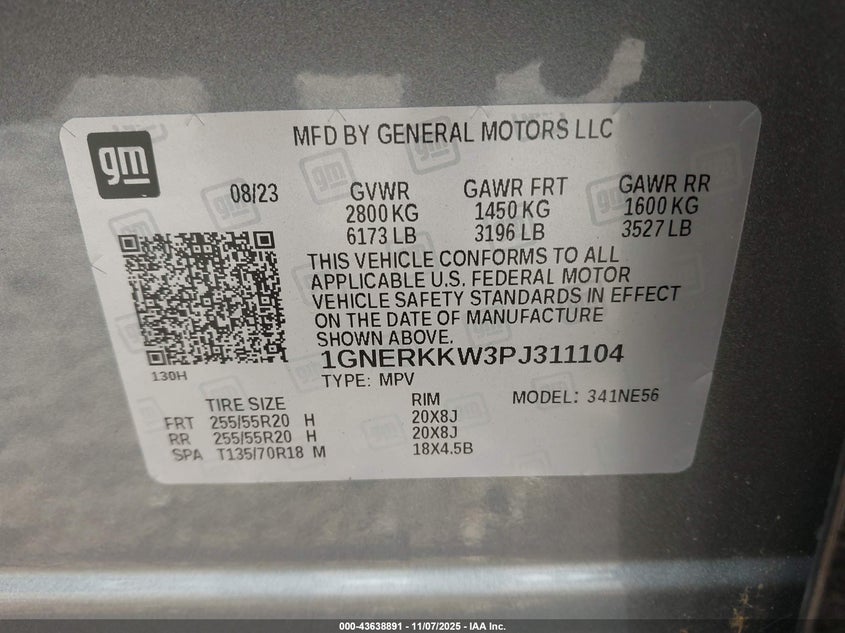 gm
MFD BY GENERAL MOTORS LLC
08/23 GVWR GAWR FRT GAWR RR
2800 KG 1450 KG 1600 KG
6173 LB 3196 LB 3527 LB
THIS VEHICLE CONFORMS TO ALL
APPLICABLE U.S. FEDERAL MOTOR
VEHICLE SAFETY STANDARDS IN EFFECT
ON THE DATE OF MANUFACTURE
SHOWN ABOVE.
1GNERKKW3PJ311104
130H
TYPE: MPV
MODEL: 341NE56
TIRE SIZE RIM
FRT 255/55R20 H 20X8J
RR 255/55R20 H 20X8J
SPA T135/70R18 M 18X4.5B
000-43638891 - 11/07/2025 - IAA Inc.